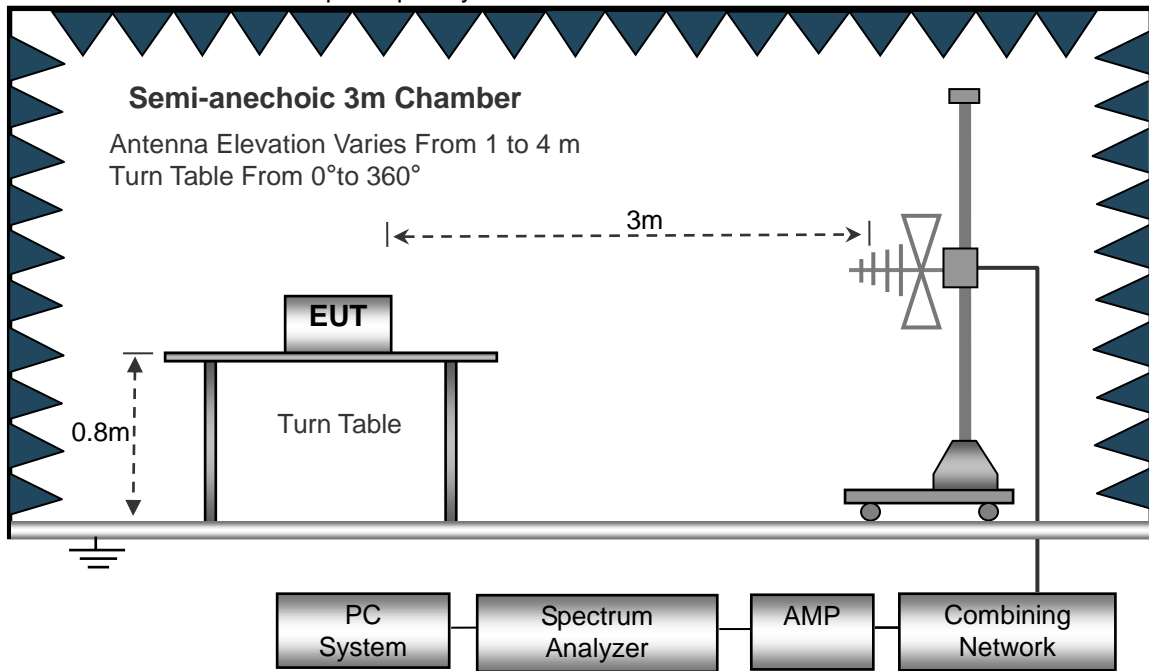 Semi-anechoic 3m Chamber
Antenna Elevation Varies From 1 to 4 m
Turn Table From 0°to 360°
3m
EUT
0.8m
Turn Table
PC
System
Spectrum
Analyzer
AMP
Combining
Network